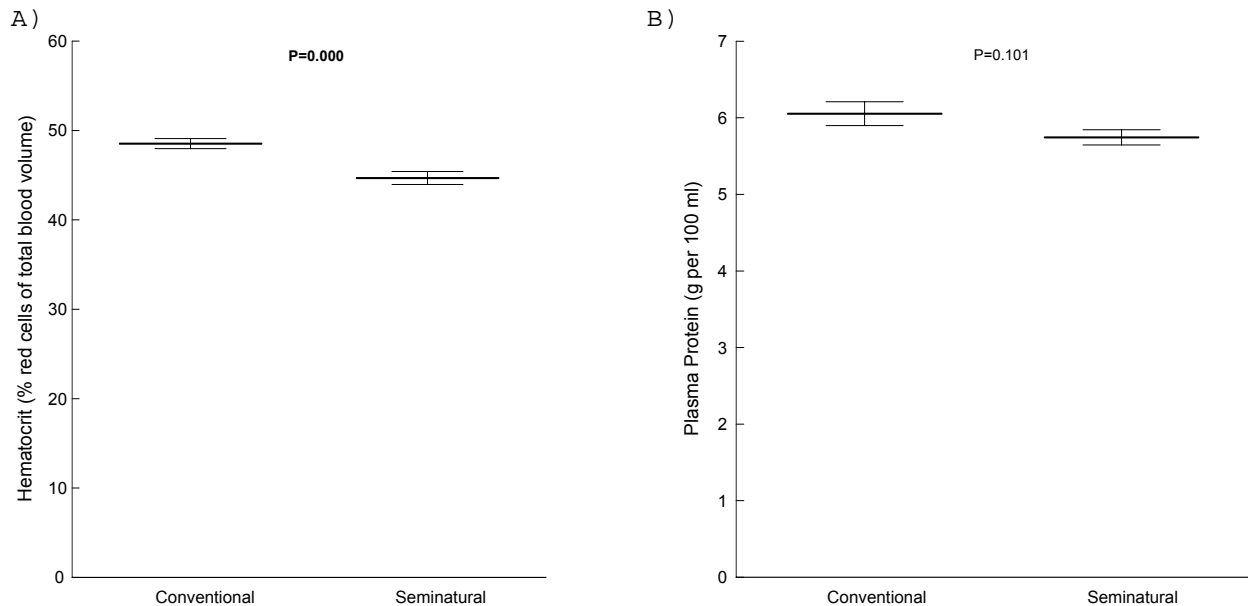 A)
P=0.000
Hematocrit (% red cells of total blood volume)
60
50
40
30
20
10
0
Conventional Seminatural
B)
P=0.101
Plasma Protein (g per 100 ml)
7
6
5
4
3
2
1
0
Conventional Seminatural